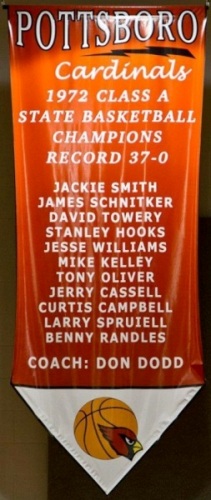 POTTSBORO
Cardinals
1972 CLASS A
STATE BASKETBALL
CHAMPIONS
RECORD 37-0
JACKIE SMITH
JAMES SCHNITKER
DAVID TOWERY
STANLEY HOOKS
JESSE WILLIAMS
MIKE KELLEY
TONY OLIVER
JERRY CASSELL
CURTIS CAMPBELL
LARRY SPRUIELL
BENNY RANDLES
COACH: DON DODD